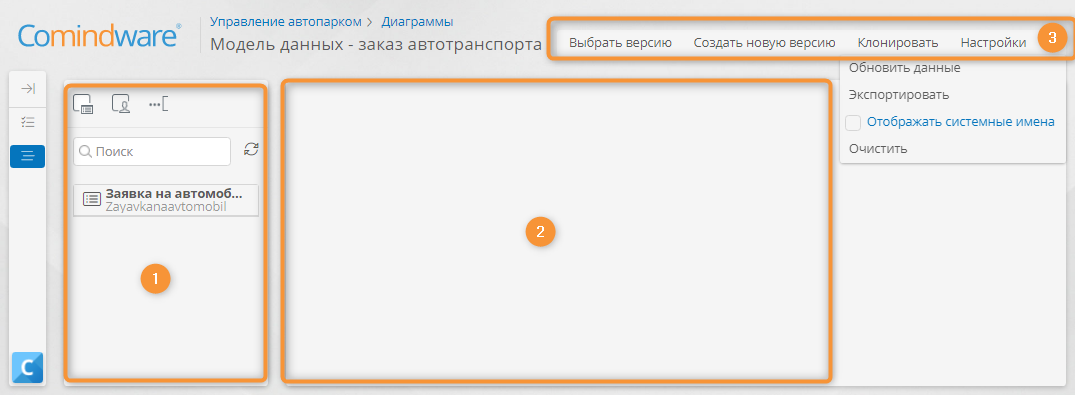 Comindware®
Управление автопарком > Диаграммы
Модель данных - заказ автотранспорта
Выбрать версию Создать новую версию Клонировать Настройки 3
Обновить данные
Экспортировать
Отображать системные имена
Очистить
Поиск
Заявка на автомоб...
Zayavkanaavtomobil
1
2
C